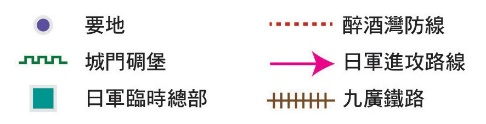 要地
醉酒灣防線
城門碉堡
日軍進攻路線
日軍臨時總部
九廣鐵路